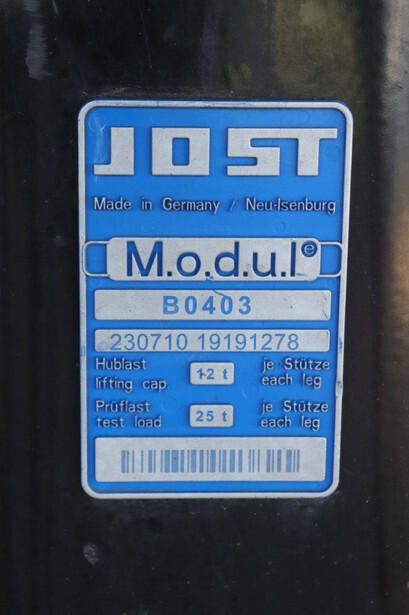 JOST
Made in Germany / Neu-Isenburg
M.o.d.u.l e
B0403
230710 19191278
Hublast 12 t je Stütze
lifting cap. each leg
Prüflast 25 t je Stütze
test load each leg